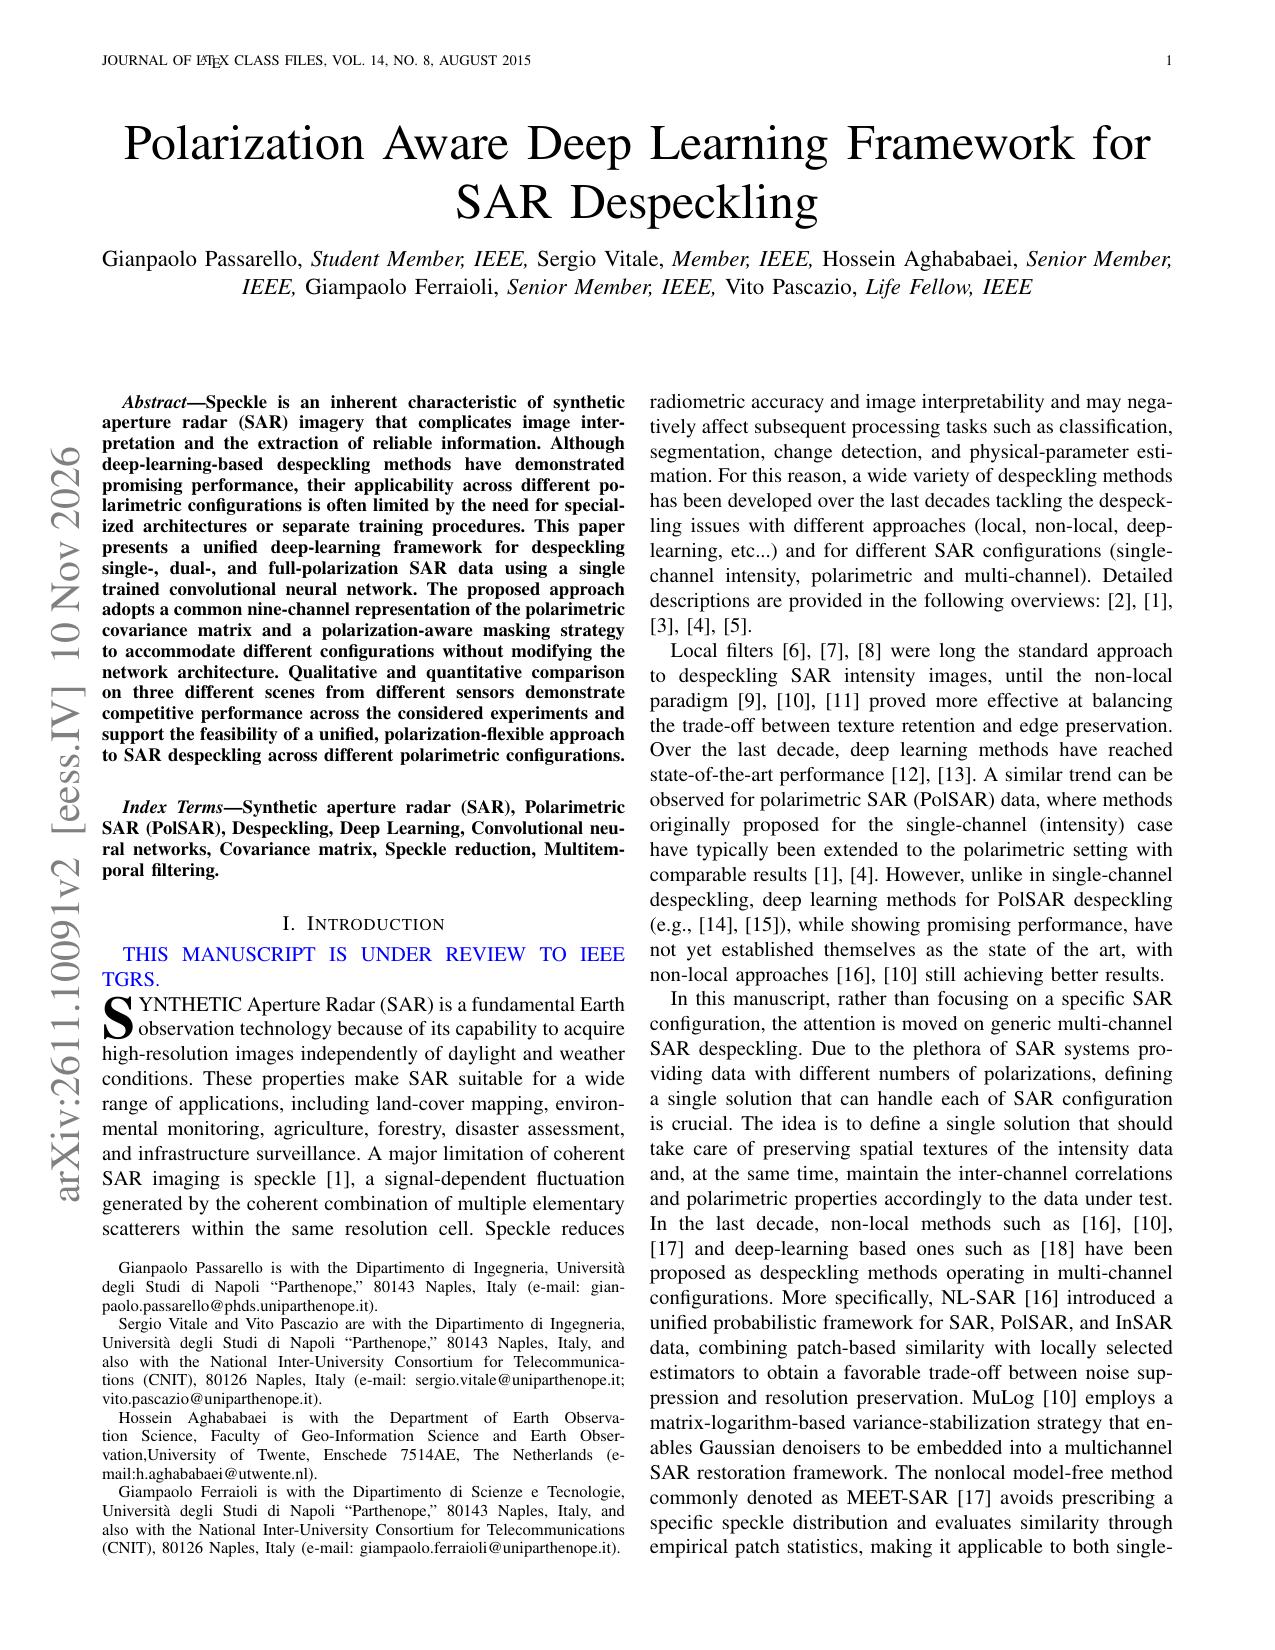 JOURNAL OF LATEX CLASS FILES, VOL. 14, NO. 8, AUGUST 2015 1
Polarization Aware Deep Learning Framework for
SAR Despeckling
Gianpaolo Passarello, Student Member, IEEE, Sergio Vitale, Member, IEEE, Hossein Aghababaei, Senior Member,
IEEE, Giampaolo Ferraioli, Senior Member, IEEE, Vito Pascazio, Life Fellow, IEEE
arXiv:2611.10091v2 [eess.IV] 10 Nov 2026
Abstract—Speckle is an inherent characteristic of synthetic
aperture radar (SAR) imagery that complicates image inter-
pretation and the extraction of reliable information. Although
deep-learning-based despeckling methods have demonstrated
promising performance, their applicability across different po-
larimetric configurations is often limited by the need for special-
ized architectures or separate training procedures. This paper
presents a unified deep-learning framework for despeckling
single-, dual-, and full-polarization SAR data using a single
trained convolutional neural network. The proposed approach
adopts a common nine-channel representation of the polarimetric
covariance matrix and a polarization-aware masking strategy
to accommodate different configurations without modifying the
network architecture. Qualitative and quantitative comparison
on three different scenes from different sensors demonstrate
competitive performance across the considered experiments and
support the feasibility of a unified, polarization-flexible approach
to SAR despeckling across different polarimetric configurations.
Index Terms—Synthetic aperture radar (SAR), Polarimetric
SAR (PolSAR), Despeckling, Deep Learning, Convolutional neu-
ral networks, Covariance matrix, Speckle reduction, Multitem-
poral filtering.
I. INTRODUCTION
THIS MANUSCRIPT IS UNDER REVIEW TO IEEE
TGRS.
SYNTHETIC Aperture Radar (SAR) is a fundamental Earth
observation technology because of its capability to acquire
high-resolution images independently of daylight and weather
conditions. These properties make SAR suitable for a wide
range of applications, including land-cover mapping, environ-
mental monitoring, agriculture, forestry, disaster assessment,
and infrastructure surveillance. A major limitation of coherent
SAR imaging is speckle [1], a signal-dependent fluctuation
generated by the coherent combination of multiple elementary
scatterers within the same resolution cell. Speckle reduces
Gianpaolo Passarello is with the Dipartimento di Ingegneria, Università
degli Studi di Napoli “Parthenope,” 80143 Naples, Italy (e-mail: gian-
paolo.passarello@phds.uniparthenope.it).
Sergio Vitale and Vito Pascazio are with the Dipartimento di Ingegneria,
Università degli Studi di Napoli “Parthenope,” 80143 Naples, Italy, and
also with the National Inter-University Consortium for Telecommunica-
tions (CNIT), 80126 Naples, Italy (e-mail: sergio.vitale@uniparthenope.it;
vito.pascazio@uniparthenope.it).
Hossein Aghababaei is with the Department of Earth Observa-
tion Science, Faculty of Geo-Information Science and Earth Obser-
vation,University of Twente, Enschede 7514AE, The Netherlands (e-
mail:h.aghababaei@utwente.nl).
Giampaolo Ferraioli is with the Dipartimento di Scienze e Tecnologie,
Università degli Studi di Napoli “Parthenope,” 80143 Naples, Italy, and
also with the National Inter-University Consortium for Telecommunications
(CNIT), 80126 Naples, Italy (e-mail: giampaolo.ferraioli@uniparthenope.it).
radiometric accuracy and image interpretability and may nega-
tively affect subsequent processing tasks such as classification,
segmentation, change detection, and physical-parameter esti-
mation. For this reason, a wide variety of despeckling methods
has been developed over the last decades tackling the despeck-
ling issues with different approaches (local, non-local, deep-
learning, etc...) and for different SAR configurations (single-
channel intensity, polarimetric and multi-channel). Detailed
descriptions are provided in the following overviews: [2], [1],
[3], [4], [5].
Local filters [6], [7], [8] were long the standard approach
to despeckling SAR intensity images, until the non-local
paradigm [9], [10], [11] proved more effective at balancing
the trade-off between texture retention and edge preservation.
Over the last decade, deep learning methods have reached
state-of-the-art performance [12], [13]. A similar trend can be
observed for polarimetric SAR (PolSAR) data, where methods
originally proposed for the single-channel (intensity) case
have typically been extended to the polarimetric setting with
comparable results [1], [4]. However, unlike in single-channel
despeckling, deep learning methods for PolSAR despeckling
(e.g., [14], [15]), while showing promising performance, have
not yet established themselves as the state of the art, with
non-local approaches [16], [10] still achieving better results.
In this manuscript, rather than focusing on a specific SAR
configuration, the attention is moved on generic multi-channel
SAR despeckling. Due to the plethora of SAR systems pro-
viding data with different numbers of polarizations, defining
a single solution that can handle each of SAR configuration
is crucial. The idea is to define a single solution that should
take care of preserving spatial textures of the intensity data
and, at the same time, maintain the inter-channel correlations
and polarimetric properties accordingly to the data under test.
In the last decade, non-local methods such as [16], [10],
[17] and deep-learning based ones such as [18] have been
proposed as despeckling methods operating in multi-channel
configurations. More specifically, NL-SAR [16] introduced a
unified probabilistic framework for SAR, PolSAR, and InSAR
data, combining patch-based similarity with locally selected
estimators to obtain a favorable trade-off between noise sup-
pression and resolution preservation. MuLog [10] employs a
matrix-logarithm-based variance-stabilization strategy that en-
ables Gaussian denoisers to be embedded into a multichannel
SAR restoration framework. The nonlocal model-free method
commonly denoted as MEET-SAR [17] avoids prescribing a
specific speckle distribution and evaluates similarity through
empirical patch statistics, making it applicable to both single-